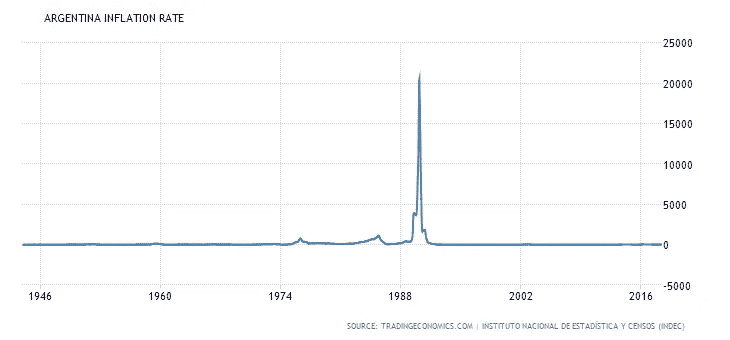 ARGENTINA INFLATION RATE
25000
20000
15000
10000
5000
0
-5000
1946 1960 1974 1988 2002 2016
SOURCE: TRADINGECONOMICS.COM | INSTITUTO NACIONAL DE ESTADÍSTICA Y CENSOS (INDEC)